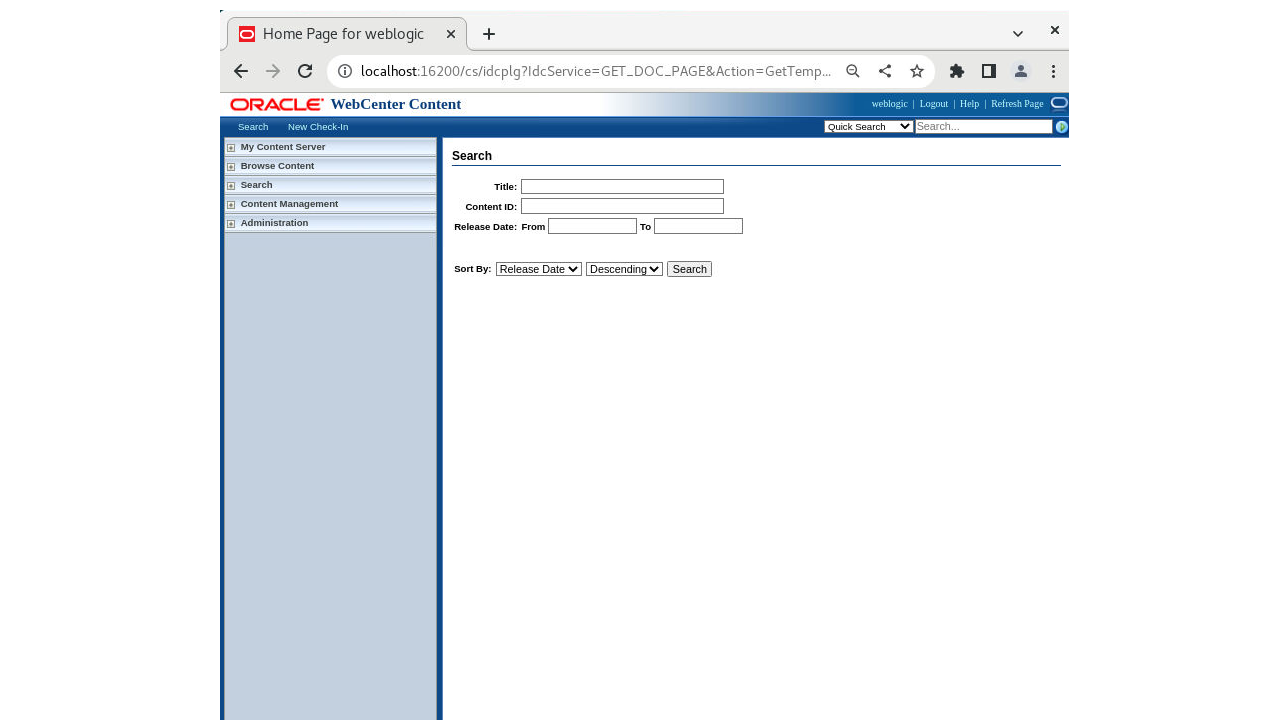 Home Page for weblogic
localhost:16200/cs/idcplg?IdcService=GET_DOC_PAGE&Action=GetTemp...
ORACLE WebCenter Content
weblogic | Logout | Help | Refresh Page
Search New Check-In
Quick Search Search...
My Content Server
Browse Content
Search
Content Management
Administration
Search
Title:
Content ID:
Release Date: From To
Sort By: Release Date Descending Search